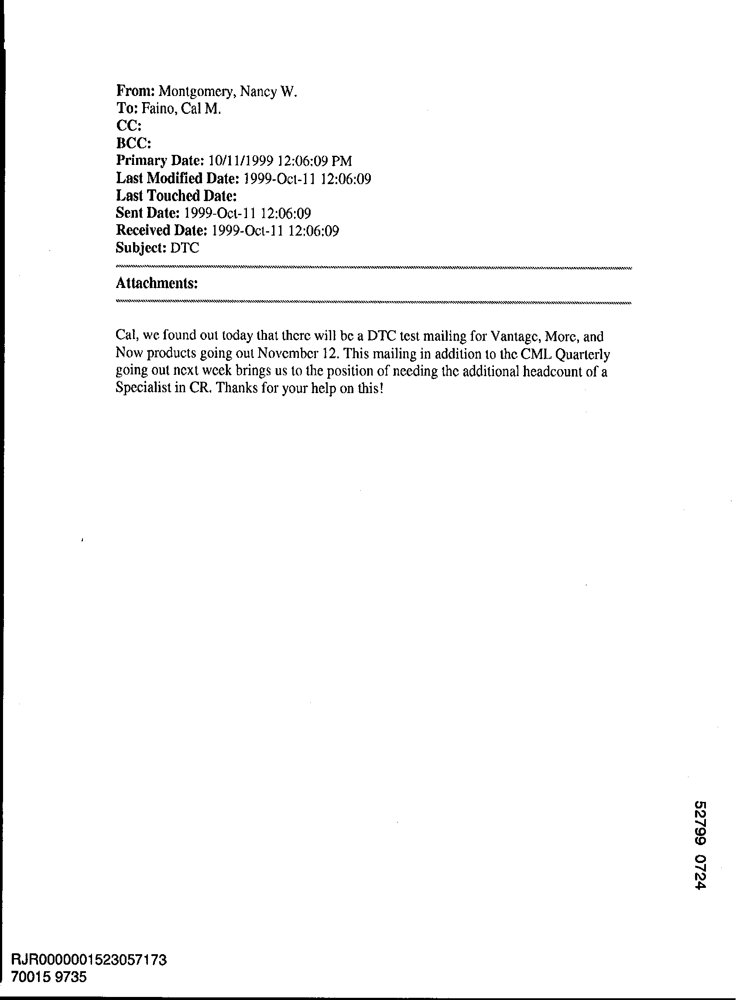 From: Montgomery, Nancy W.
To: Faino, Cal M.
CC:
BCC:
Primary Date: 10/11/1999 12:06:09 PM
Last Modified Date: 1999-Oct-11 12:06:09
Last Touched Date:
Sent Date: 1999-Oct-11 12:06:09
Received Date: 1999-Oct-11 12:06:09
Subject: DTC
Attachments:
Cal, we found out today that there will be a DTC test mailing for Vantage, More, and
Now products going out November 12. This mailing in addition to the CML Quarterly
going out next week brings us to the position of needing the additional headcount of a
Specialist in CR. Thanks for your help on this!
52799 0724
RJR0000001523057173
70015 9735